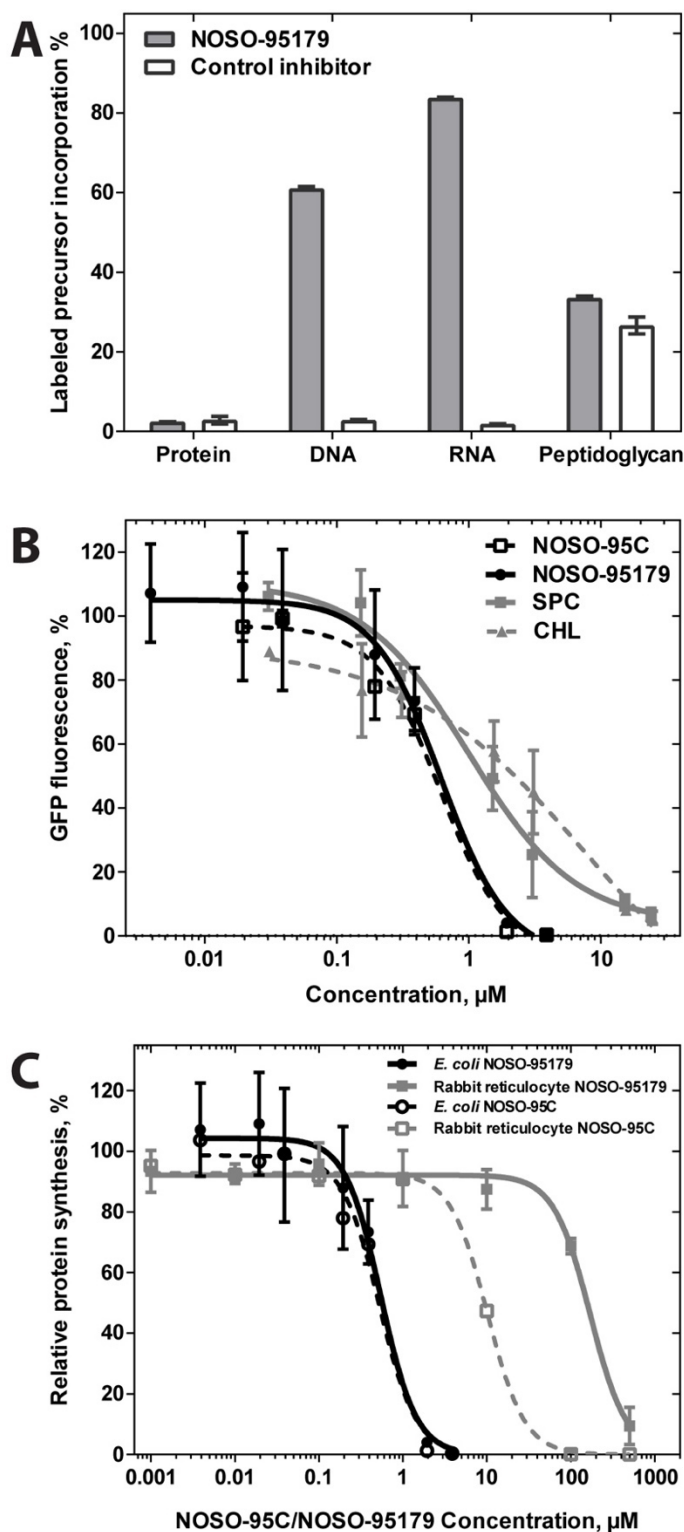 A
Labeled precursor incorporation %
100
80
60
40
20
0
NOSO-95179
Control inhibitor
Protein DNA RNA Peptidoglycan
B
GFP fluorescence, %
120
100
80
60
40
20
0
NOSO-95C
NOSO-95179
SPC
CHL
0.01 0.1 1 10
Concentration, µM
C
Relative protein synthesis, %
120
100
80
60
40
20
0
E. coli NOSO-95179
Rabbit reticulocyte NOSO-95179
E. coli NOSO-95C
Rabbit reticulocyte NOSO-95C
0.001 0.01 0.1 1 10 100 1000
NOSO-95C/NOSO-95179 Concentration, µM